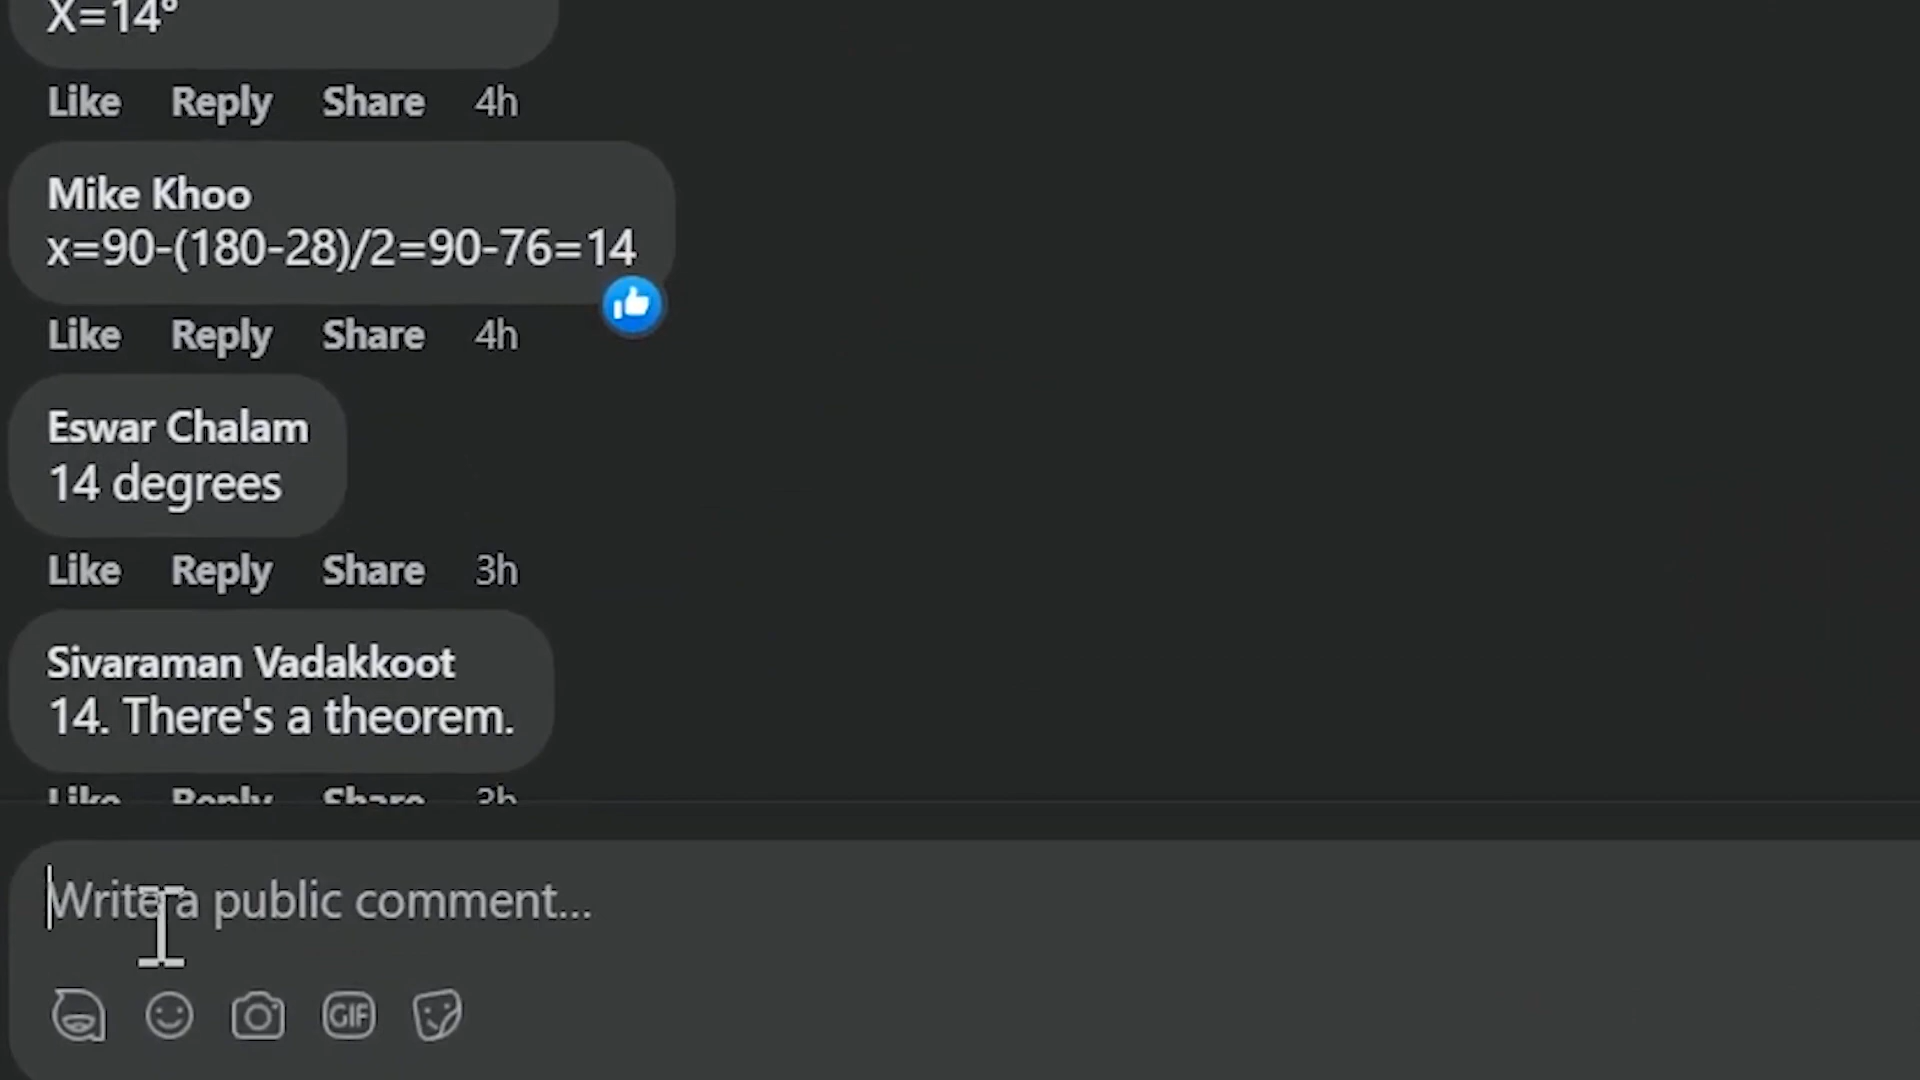 X=14°
Like Reply Share 4h
Mike Khoo
x=90-(180-28)/2=90-76=14
Like Reply Share 4h
Eswar Chalam
14 degrees
Like Reply Share 3h
Sivaraman Vadakkoot
14. There's a theorem.
Like Reply Share 3h
Write a public comment...
GIF